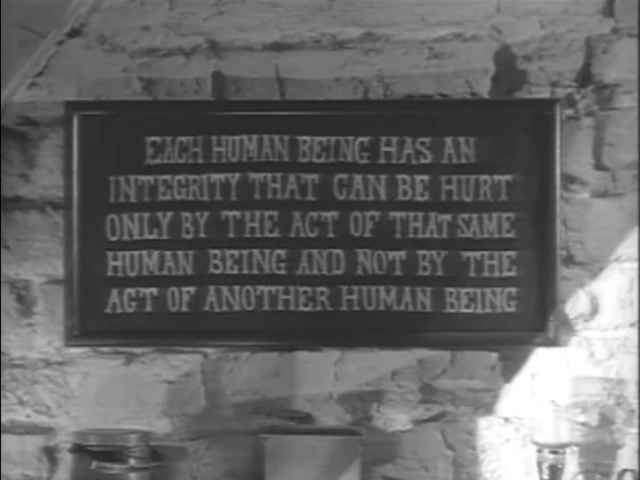 EACH HUMAN BEING HAS AN
INTEGRITY THAT CAN BE HURT
ONLY BY THE ACT OF THAT SAME
HUMAN BEING AND NOT BY THE
ACT OF ANOTHER HUMAN BEING